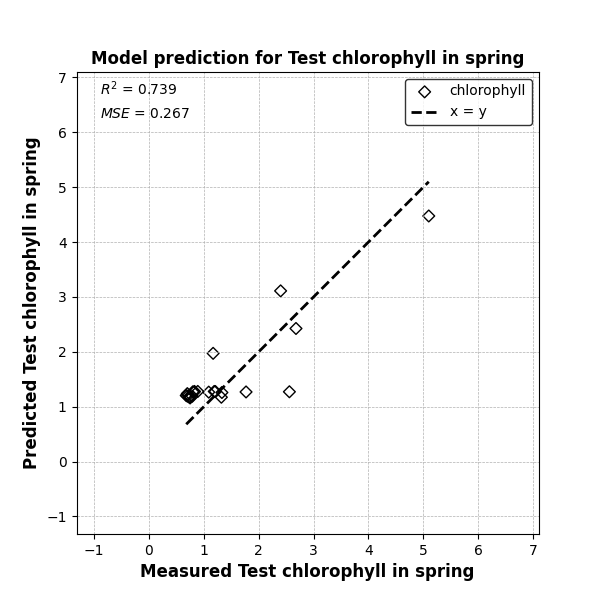 Model prediction for Test chlorophyll in spring
R² = 0.739
MSE = 0.267
chlorophyll
x = y
7
6
5
4
3
2
1
0
−1
Predicted Test chlorophyll in spring
−1 0 1 2 3 4 5 6 7
Measured Test chlorophyll in spring